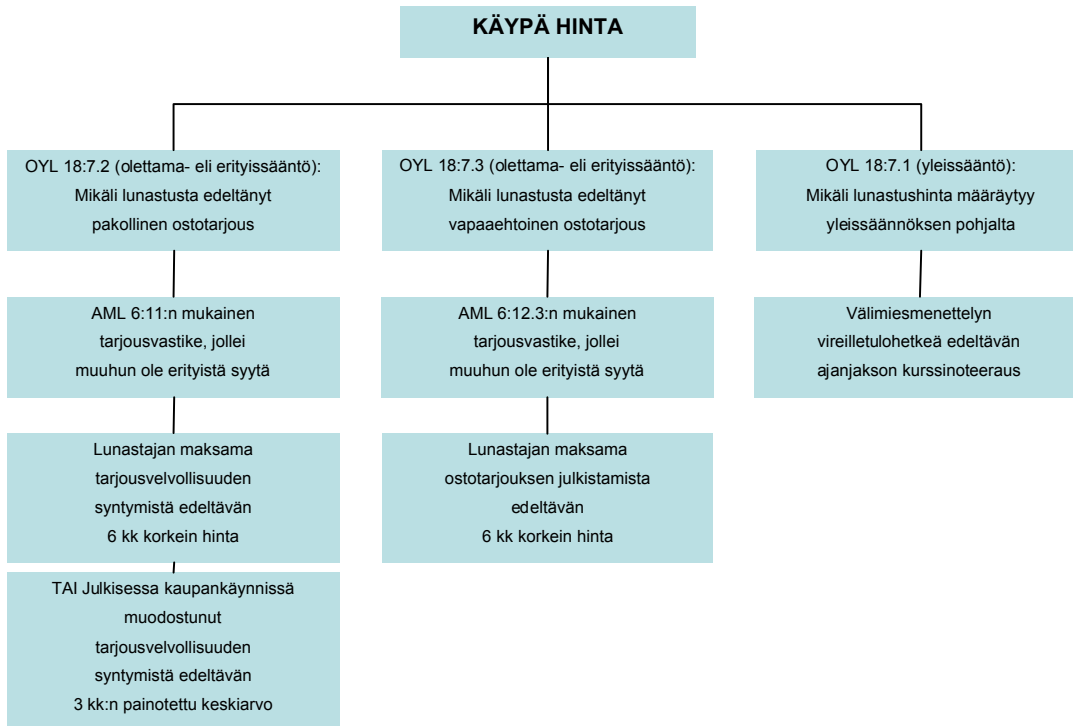 KÄYPÄ HINTA
OYL 18:7.2 (olettama- eli erityissääntö):
Mikäli lunastusta edeltänyt
pakollinen ostotarjous
AML 6:11:n mukainen
tarjousvastike, jollei
muuhun ole erityistä syytä
Lunastajan maksama
tarjousvelvollisuuden
syntymistä edeltävän
6 kk korkein hinta
TAI Julkisessa kaupankäynnissä
muodostunut
tarjousvelvollisuuden
syntymistä edeltävän
3 kk:n painotettu keskiarvo
OYL 18:7.3 (olettama- eli erityissääntö):
Mikäli lunastusta edeltänyt
vapaaehtoinen ostotarjous
AML 6:12.3:n mukainen
tarjousvastike, jollei
muuhun ole erityistä syytä
Lunastajan maksama
ostotarjouksen julkistamista
edeltävän
6 kk korkein hinta
OYL 18:7.1 (yleissääntö):
Mikäli lunastushinta määräytyy
yleissäännöksen pohjalta
Välimiesmenettelyn
vireilletulohetkeä edeltävän
ajanjakson kurssinoteeraus